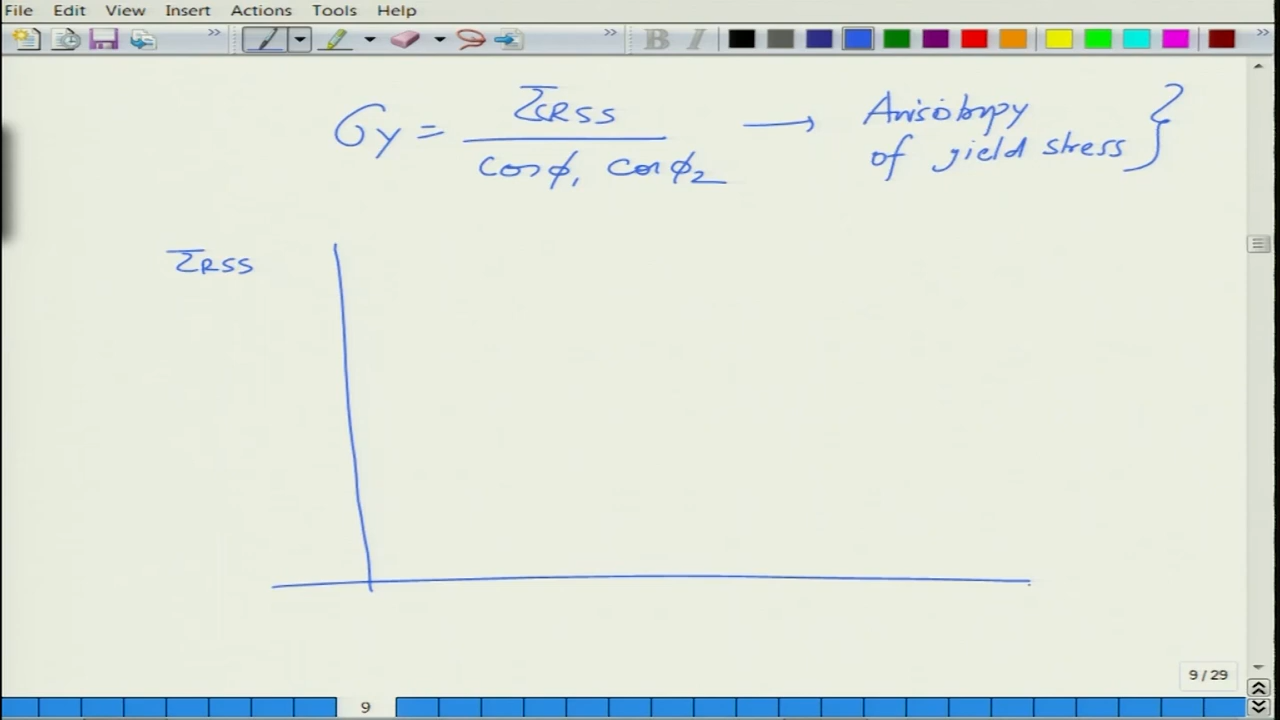 File Edit View Insert Actions Tools Help
B I
σy = τCRSS / cosϕ1 cosϕ2 → Anisotropy of yield stress }
τRSS
9 / 29
9